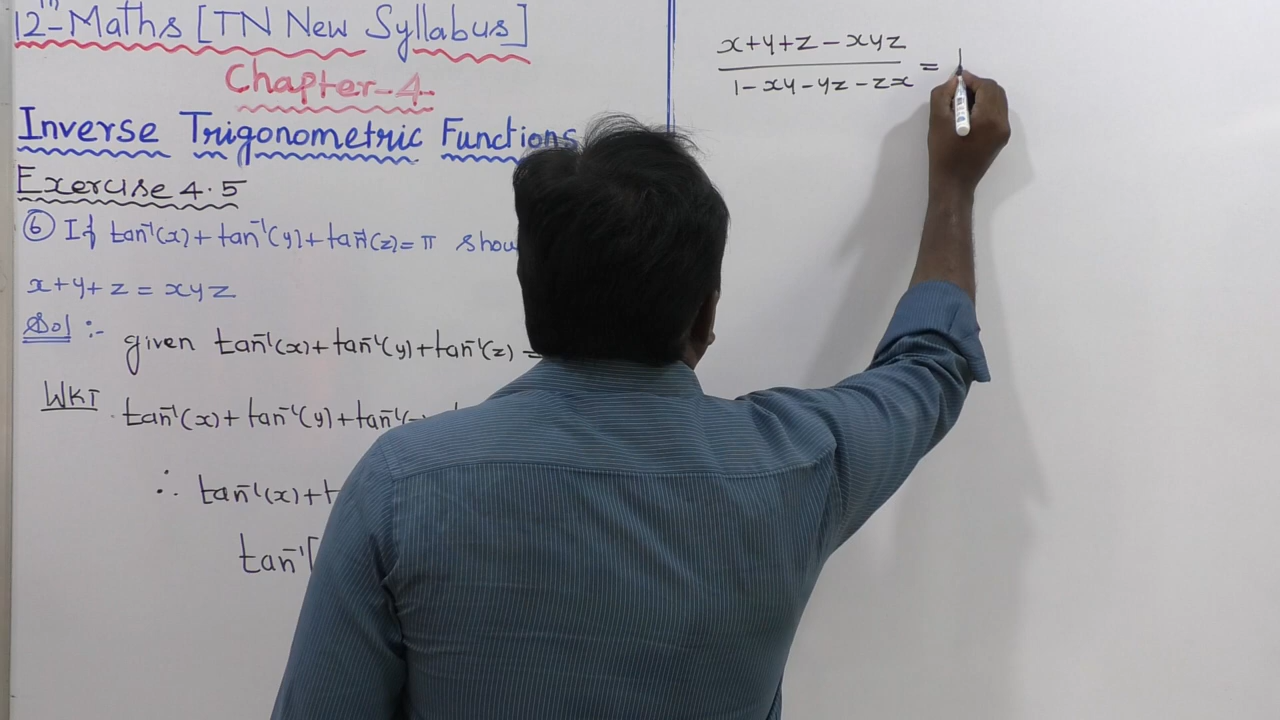 12th Maths [TN New Syllabus]
Chapter-4.
Inverse Trigonometric Functions
Exercise 4.5
⑥ If tan⁻¹(x)+tan⁻¹(y)+tan⁻¹(z)=π
x+y+z=xyz
Sol :-
given tan⁻¹(x)+tan⁻¹(y)+tan⁻¹(z) =
WKT tan⁻¹(x)+tan⁻¹(y)+tan⁻¹(
∴ tan⁻¹(x)+
tan⁻¹[
x+y+z-xyz
1-xy-yz-zx =